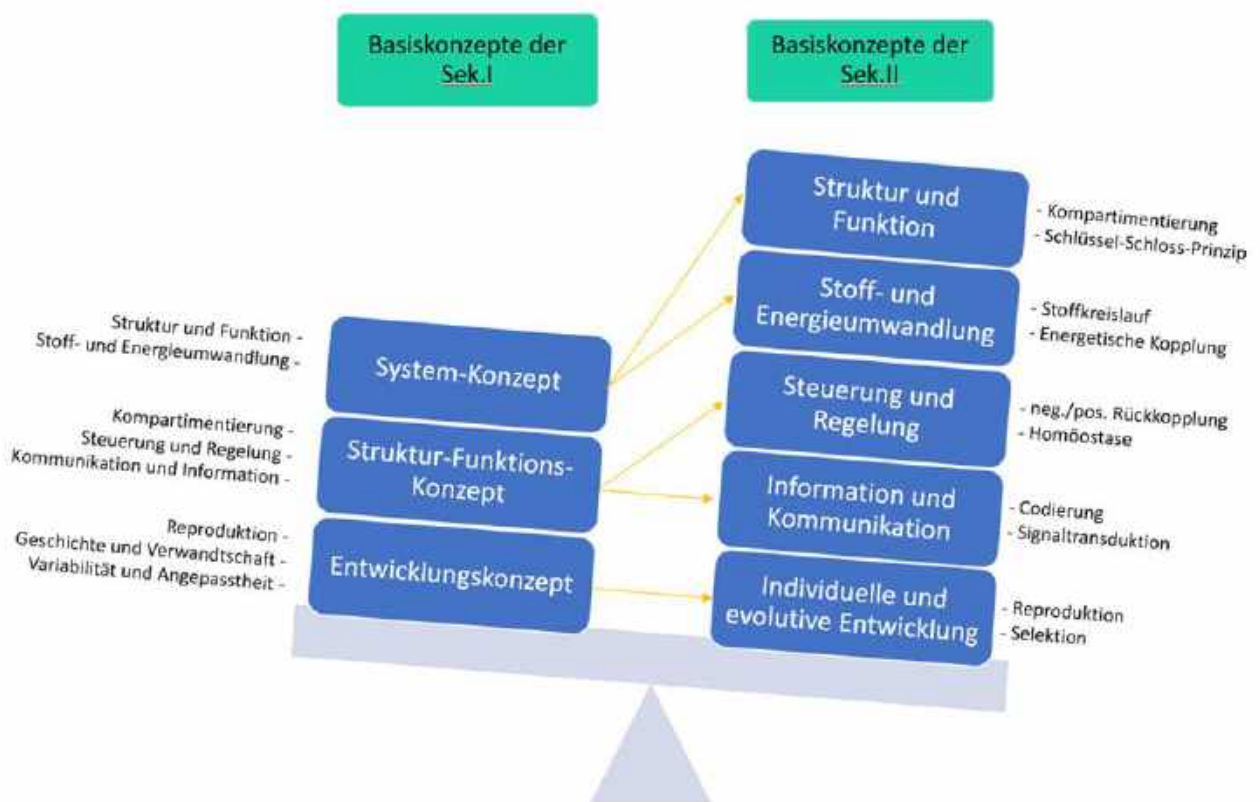 Basiskonzepte der
Sek.I
Basiskonzepte der
Sek.II
Struktur und Funktion -
Stoff- und Energieumwandlung -
System-Konzept
Kompartimentierung -
Steuerung und Regelung -
Kommunikation und Information -
Struktur-Funktions-
Konzept
Reproduktion -
Geschichte und Verwandtschaft -
Variabilität und Angepasstheit -
Entwicklungskonzept
Struktur und
Funktion
- Kompartimentierung
- Schlüssel-Schloss-Prinzip
Stoff- und
Energieumwandlung
- Stoffkreislauf
- Energetische Kopplung
Steuerung und
Regelung
- neg./pos. Rückkopplung
- Homöostase
Information und
Kommunikation
- Codierung
- Signaltransduktion
Individuelle und
evolutive Entwicklung
- Reproduktion
- Selektion